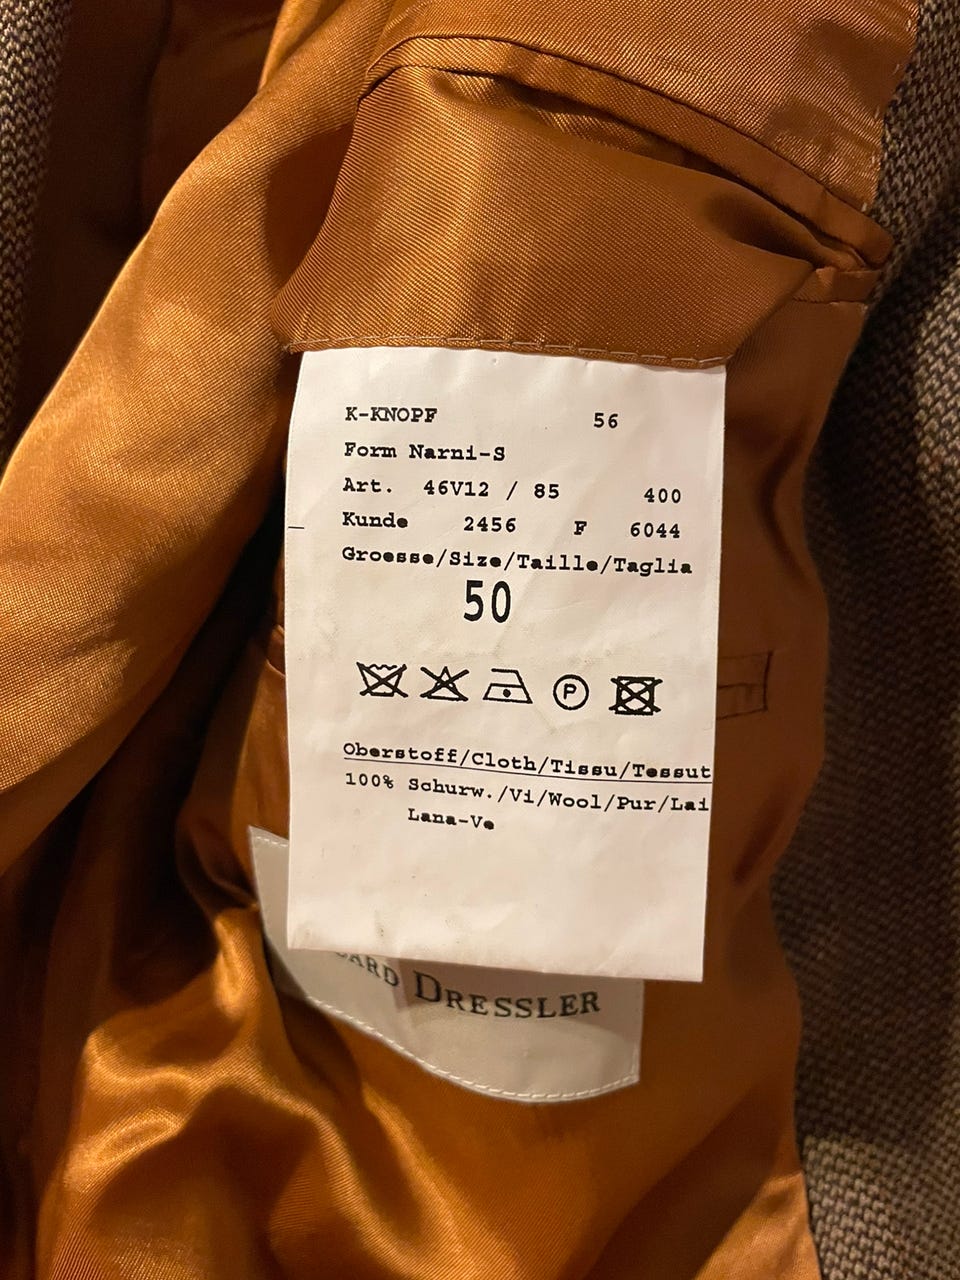 K-KNOPF 56
Form Narni-S
Art. 46V12 / 85 400
Kunde 2456 F 6044
Groesse/Size/Taille/Taglia
50
P
Oberstoff/Cloth/Tissu/Tessut
100% Schurw./Vi/Wool/Pur/Lai
Lana-Ve
DRESSLER